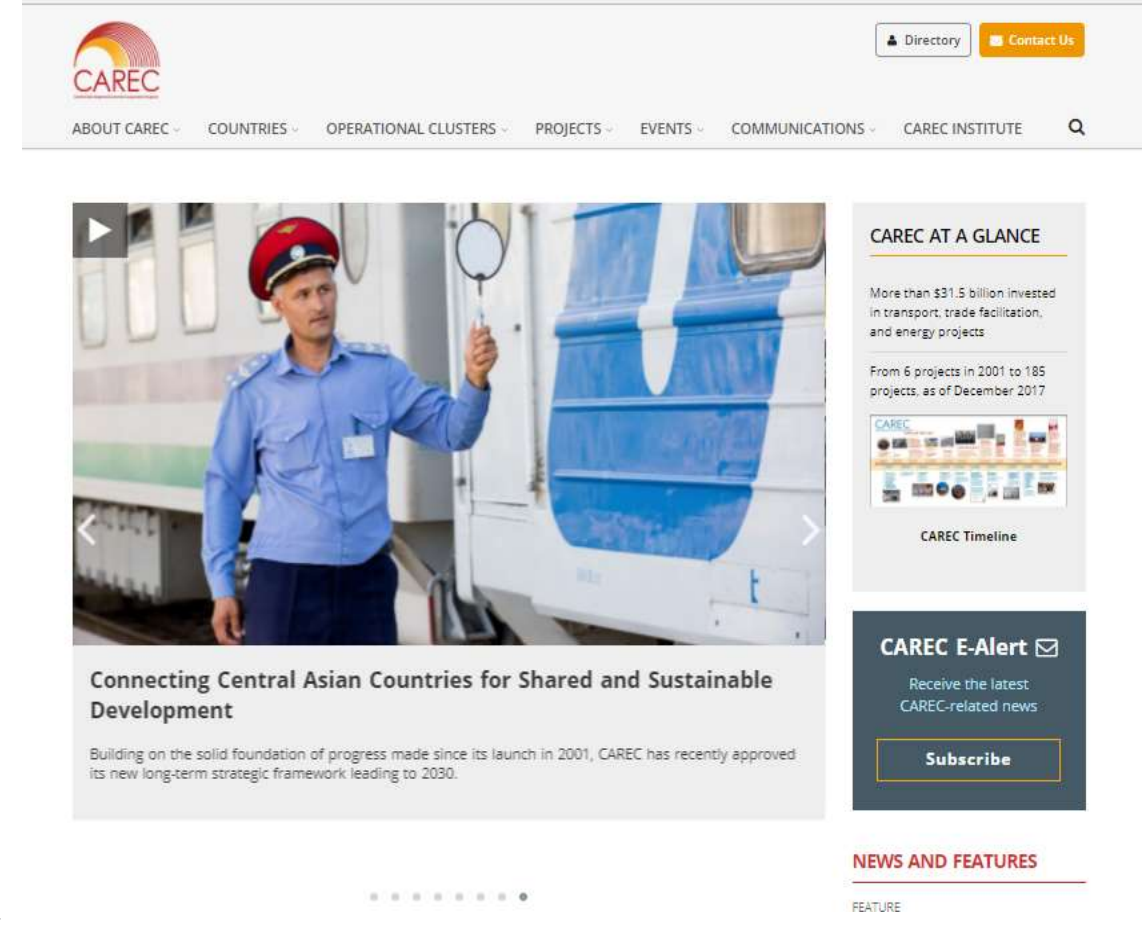 CAREC
Directory
Contact Us
ABOUT CAREC
COUNTRIES
OPERATIONAL CLUSTERS
PROJECTS
EVENTS
COMMUNICATIONS
CAREC INSTITUTE
Connecting Central Asian Countries for Shared and Sustainable
Development
Building on the solid foundation of progress made since its launch in 2001, CAREC has recently approved
its new long-term strategic framework leading to 2030.
CAREC AT A GLANCE
More than $31.5 billion invested
in transport, trade facilitation,
and energy projects
From 6 projects in 2001 to 185
projects, as of December 2017
CAREC
CAREC Timeline
CAREC E-Alert
Receive the latest
CAREC-related news
Subscribe
NEWS AND FEATURES
FEATURE